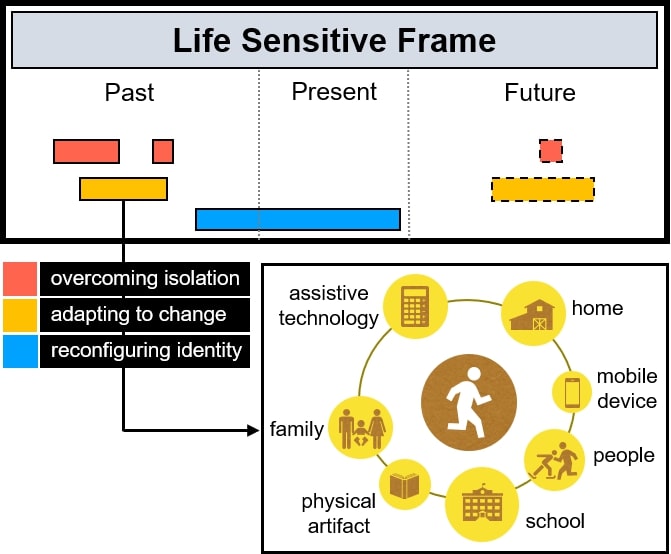 Life Sensitive Frame
Past
Present
Future
overcoming isolation
adapting to change
reconfiguring identity
assistive
technology
home
mobile
device
family
people
physical
artifact
school